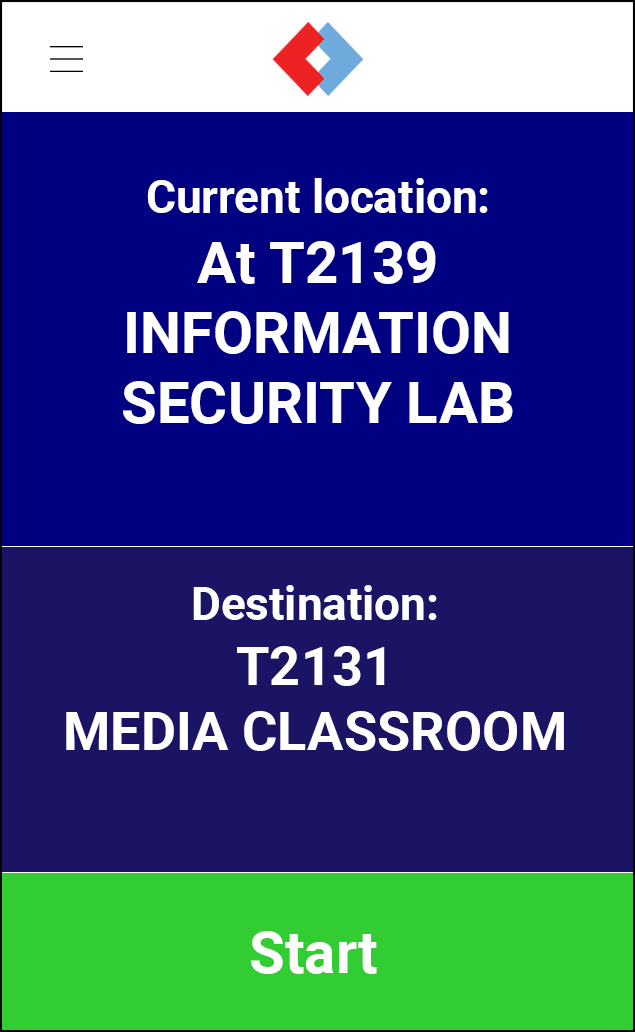 Current location:
At T2139
INFORMATION
SECURITY LAB
Destination:
T2131
MEDIA CLASSROOM
Start